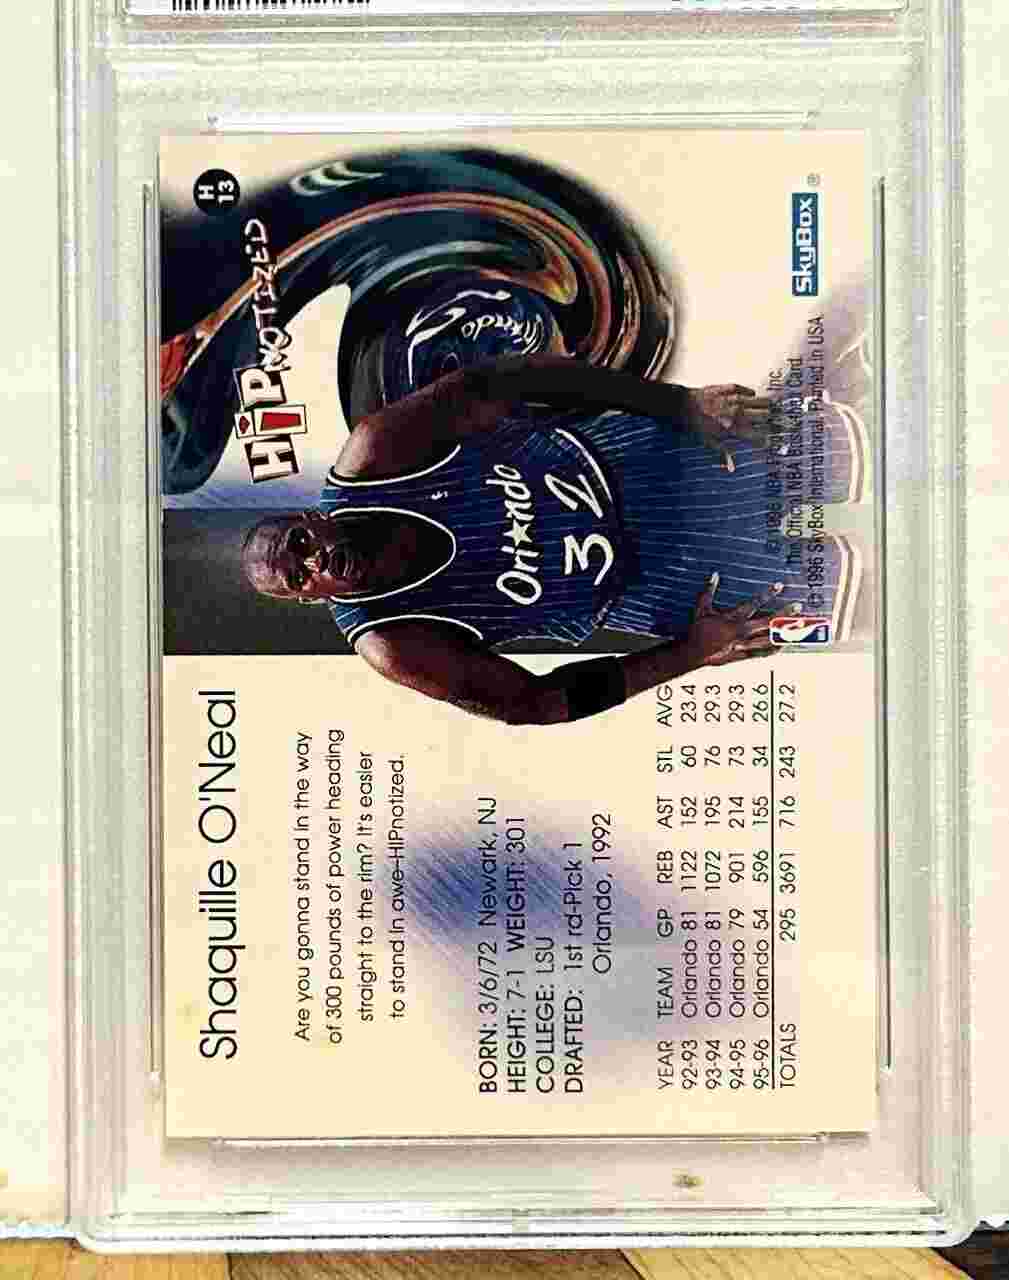 Shaquille O'Neal
Are you gonna stand in the way
of 300 pounds of power heading
straight to the rim? It's easier
to stand in awe-HIPnotized.
BORN: 3/6/72 Newark, NJ
HEIGHT: 7-1 WEIGHT: 301
COLLEGE: LSU
DRAFTED: 1st rd-Pick 1
Orlando, 1992
YEAR TEAM GP REB AST STL AVG
92-93 Orlando 81 1122 152 60 23.4
93-94 Orlando 81 1072 195 76 29.3
94-95 Orlando 79 901 214 73 29.3
95-96 Orlando 54 596 155 34 26.6
TOTALS 295 3691 716 243 27.2
HiPNOTIZED
H
13
Orlando
32
SkyBox ®
© 1996 NBA Properties, Inc.
The Official NBA Basketball Card
© 1996 SkyBox International. Printed in USA